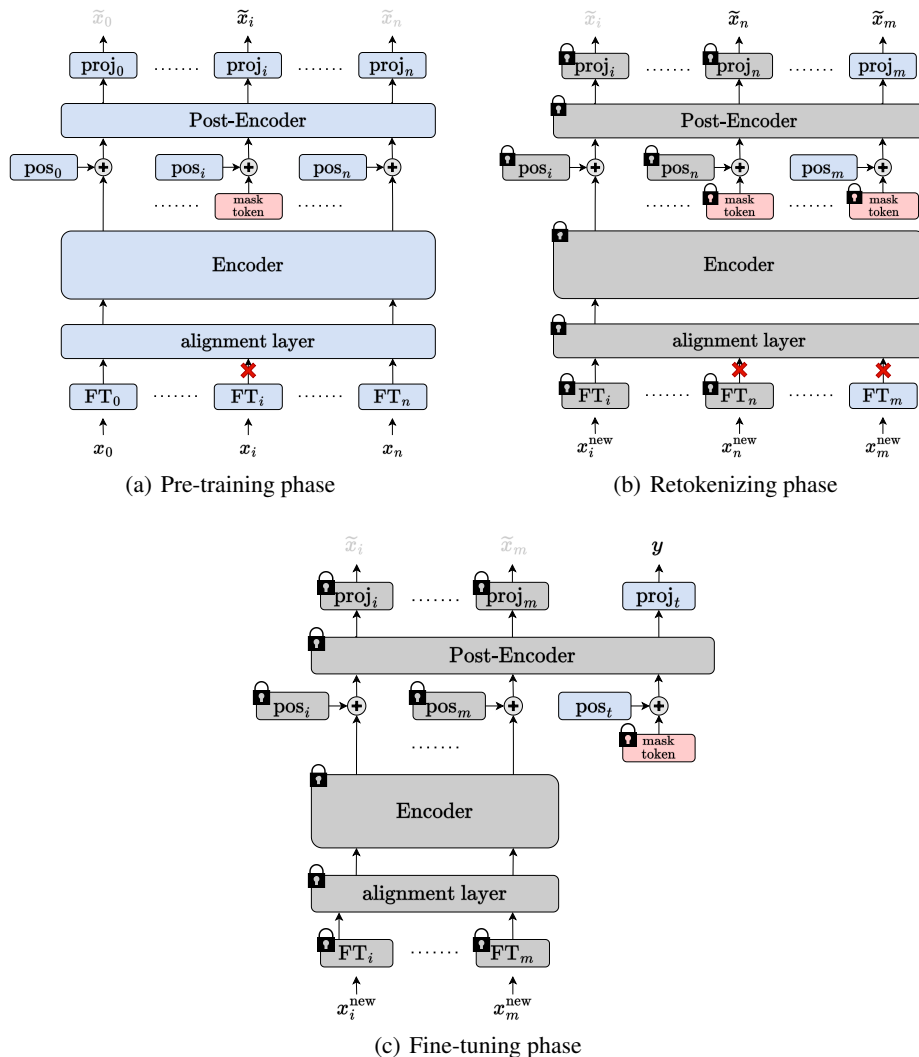 x̃₀ x̃ᵢ x̃ₙ
proj₀ ....... projᵢ ....... projₙ
Post-Encoder
pos₀ + posᵢ + posₙ +
....... mask token .......
Encoder
alignment layer
FT₀ ....... FTᵢ ....... FTₙ
x₀ xᵢ xₙ
(a) Pre-training phase
x̃ᵢ x̃ₙ x̃ₘ
projᵢ ....... projₙ ....... projₘ
Post-Encoder
posᵢ + posₙ + posₘ +
....... mask token ....... mask token
Encoder
alignment layer
FTᵢ ....... FTₙ ....... FTₘ
xᵢⁿᵉʷ xₙⁿᵉʷ xₘⁿᵉʷ
(b) Retokenizing phase
x̃ᵢ x̃ₘ y
projᵢ ....... projₘ projₜ
Post-Encoder
posᵢ + posₘ + posₜ +
....... mask token
Encoder
alignment layer
FTᵢ ....... FTₘ
xᵢⁿᵉʷ xₘⁿᵉʷ
(c) Fine-tuning phase